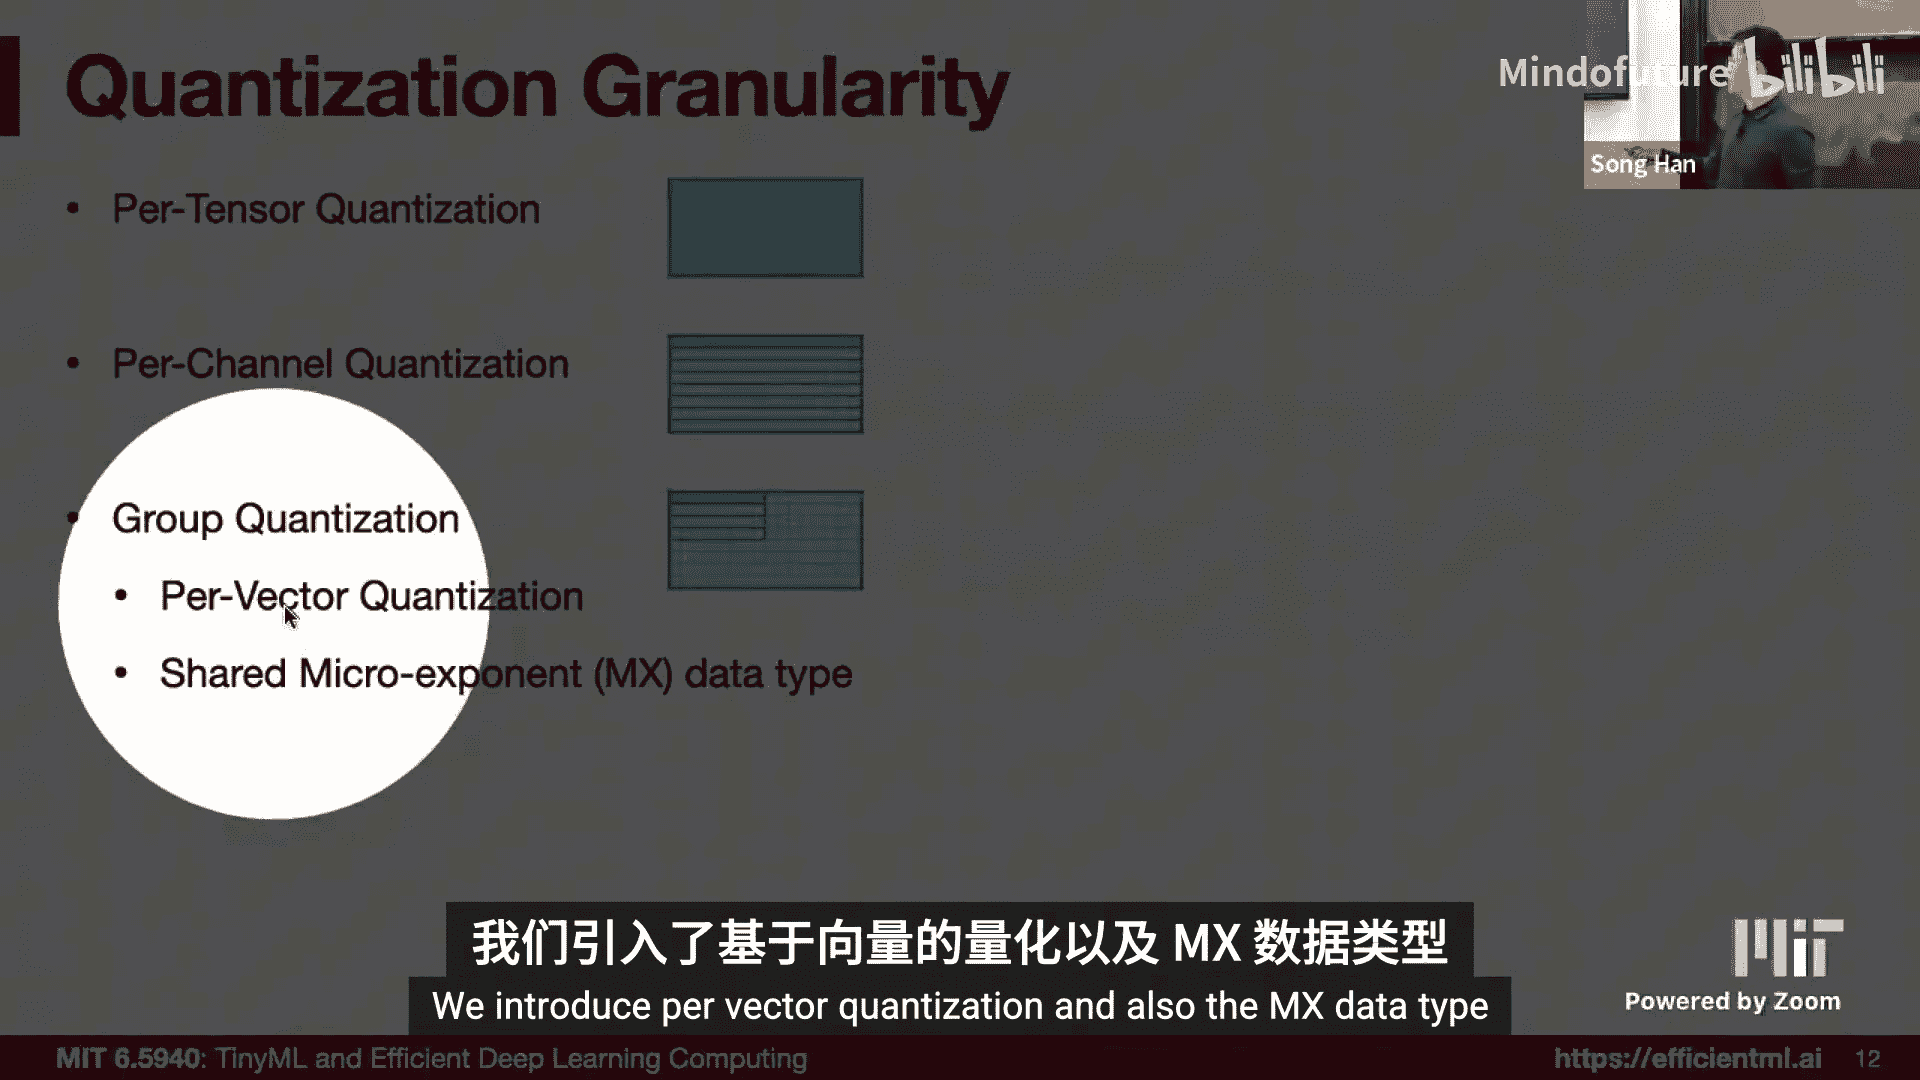 Quantization Granularity
Mindofuture bilibili
Song Han
• Per-Tensor Quantization
• Per-Channel Quantization
• Group Quantization
• Per-Vector Quantization
• Shared Micro-exponent (MX) data type
我们引入了基于向量的量化以及 MX 数据类型
We introduce per vector quantization and also the MX data type
MIT
Powered by Zoom
MIT 6.5940: TinyML and Efficient Deep Learning Computing
https://efficientml.ai 12